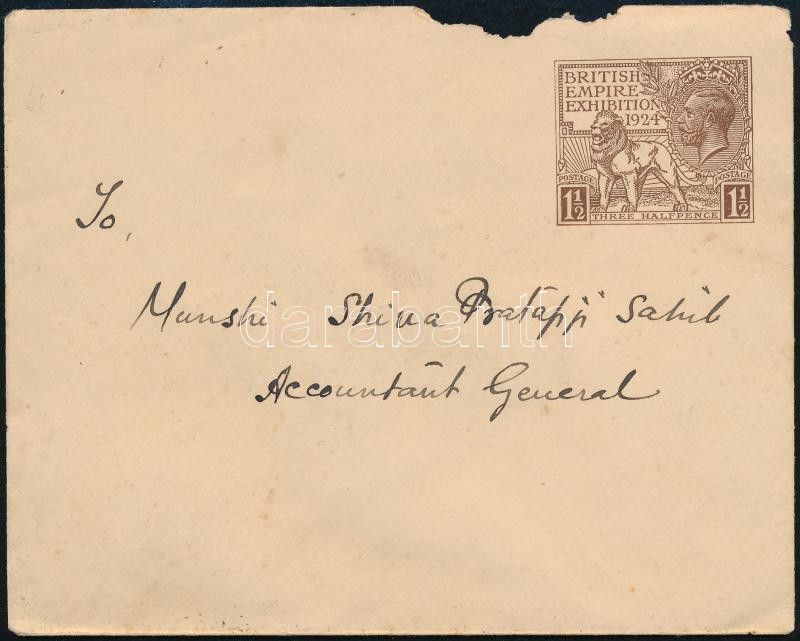 BRITISH
EMPIRE
EXHIBITION
1924
POSTAGE POSTAGE
1½ THREE HALFPENCE 1½
To,
Munshi Shiva Pratapji Sahib
darabanth
Accountant General